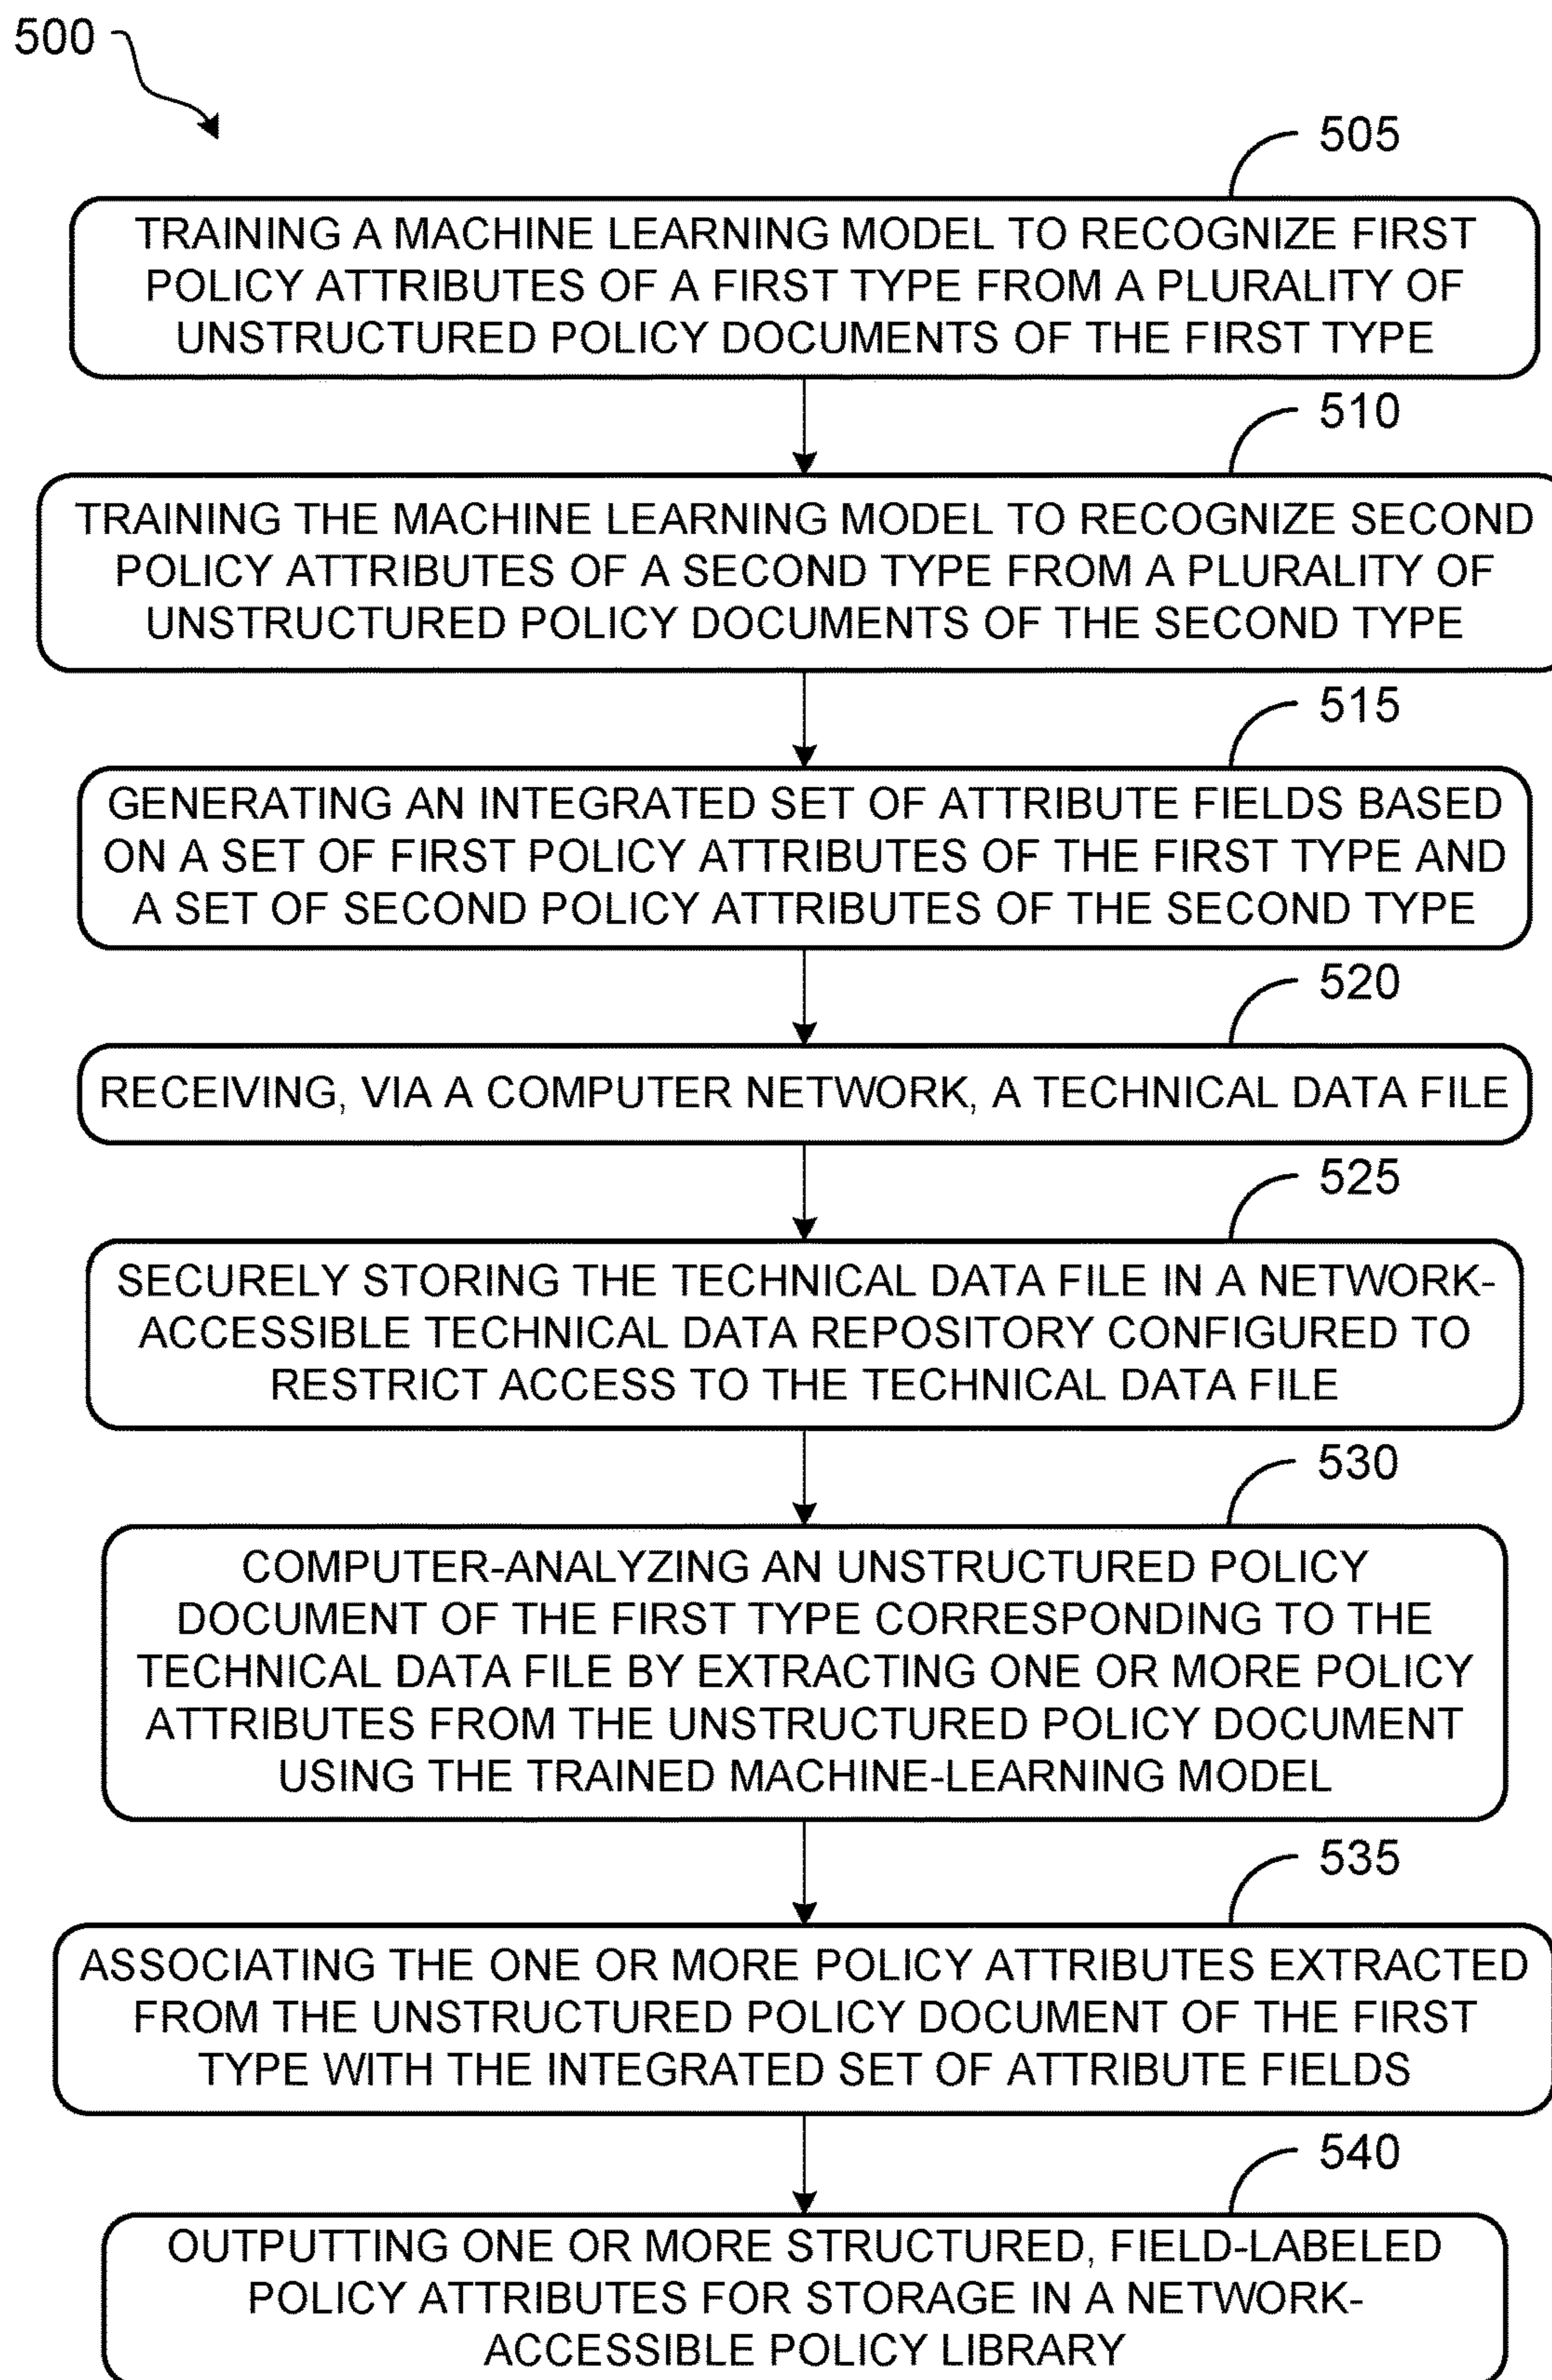 500
505
TRAINING A MACHINE LEARNING MODEL TO RECOGNIZE FIRST
POLICY ATTRIBUTES OF A FIRST TYPE FROM A PLURALITY OF
UNSTRUCTURED POLICY DOCUMENTS OF THE FIRST TYPE
510
TRAINING THE MACHINE LEARNING MODEL TO RECOGNIZE SECOND
POLICY ATTRIBUTES OF A SECOND TYPE FROM A PLURALITY OF
UNSTRUCTURED POLICY DOCUMENTS OF THE SECOND TYPE
515
GENERATING AN INTEGRATED SET OF ATTRIBUTE FIELDS BASED
ON A SET OF FIRST POLICY ATTRIBUTES OF THE FIRST TYPE AND
A SET OF SECOND POLICY ATTRIBUTES OF THE SECOND TYPE
520
RECEIVING, VIA A COMPUTER NETWORK, A TECHNICAL DATA FILE
525
SECURELY STORING THE TECHNICAL DATA FILE IN A NETWORK-
ACCESSIBLE TECHNICAL DATA REPOSITORY CONFIGURED TO
RESTRICT ACCESS TO THE TECHNICAL DATA FILE
530
COMPUTER-ANALYZING AN UNSTRUCTURED POLICY
DOCUMENT OF THE FIRST TYPE CORRESPONDING TO THE
TECHNICAL DATA FILE BY EXTRACTING ONE OR MORE POLICY
ATTRIBUTES FROM THE UNSTRUCTURED POLICY DOCUMENT
USING THE TRAINED MACHINE-LEARNING MODEL
535
ASSOCIATING THE ONE OR MORE POLICY ATTRIBUTES EXTRACTED
FROM THE UNSTRUCTURED POLICY DOCUMENT OF THE FIRST
TYPE WITH THE INTEGRATED SET OF ATTRIBUTE FIELDS
540
OUTPUTTING ONE OR MORE STRUCTURED, FIELD-LABELED
POLICY ATTRIBUTES FOR STORAGE IN A NETWORK-
ACCESSIBLE POLICY LIBRARY